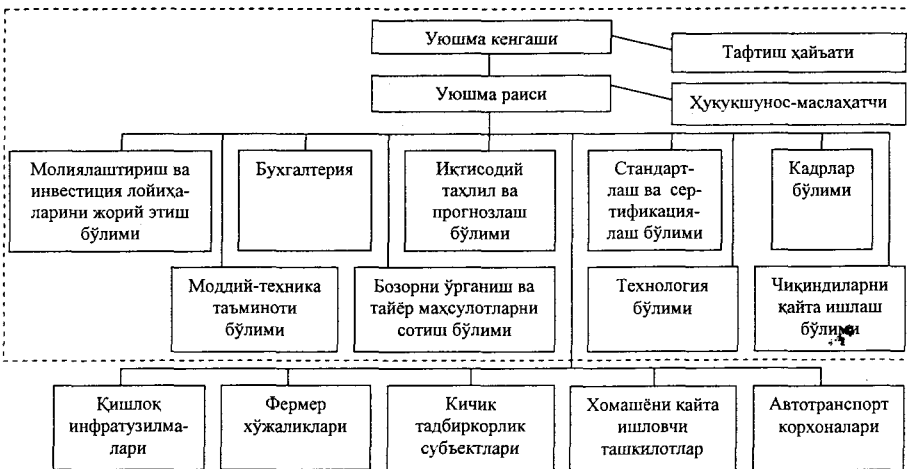 Уюшма кенгаши
Тафтиш ҳайъати
Уюшма раиси
Ҳуқуқшунос-маслаҳатчи
Молиялаштириш ва
инвестиция лойиҳа-
ларини жорий этиш
бўлими
Бухгалтерия
Иқтисодий
таҳлил ва
прогнозлаш
бўлими
Стандарт-
лаш ва сер-
тификация-
лаш бўлими
Кадрлар
бўлими
Моддий-техника
таъминоти
бўлими
Бозорни ўрганиш ва
тайёр маҳсулотларни
сотиш бўлими
Технология
бўлими
Чиқиндиларни
қайта ишлаш
бўлими
Қишлоқ
инфратузилма-
лари
Фермер
хўжаликлари
Кичик
тадбиркорлик
субъектлари
Хомашёни қайта
ишловчи
ташкилотлар
Автотранспорт
корхоналари